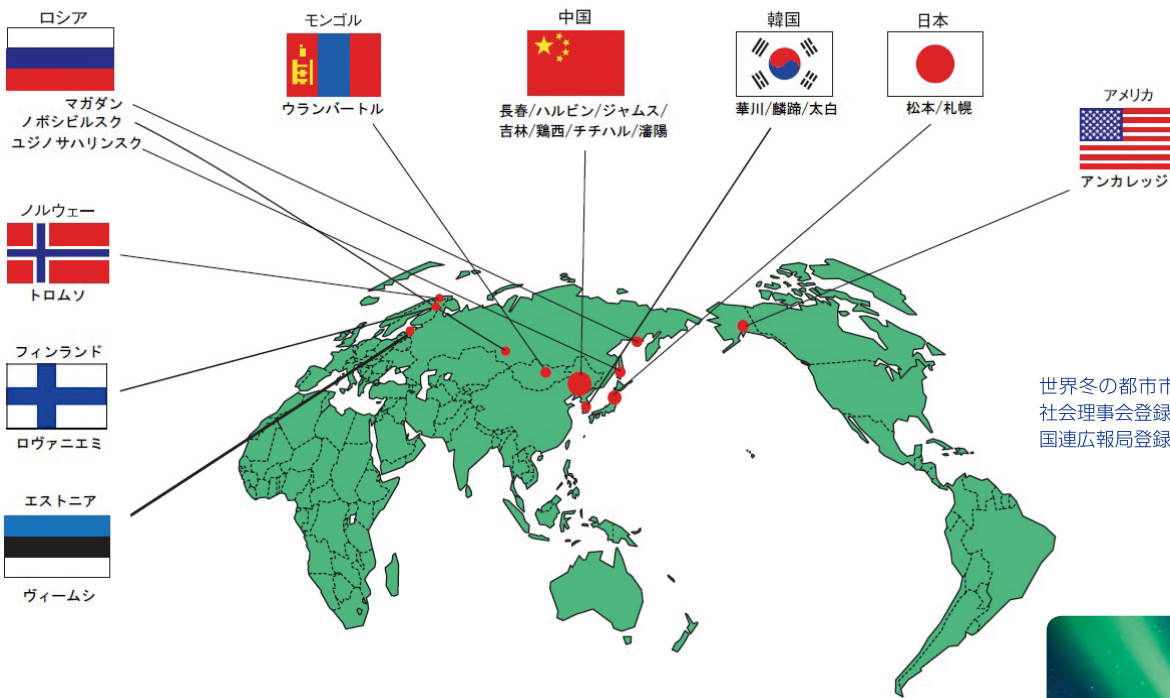 ロシア
マガダン
ノボシビルスク
ユジノサハリンスク
モンゴル
ウランバートル
中国
長春/ハルビン/ジャムス/
吉林/鶏西/チチハル/瀋陽
韓国
華川/麟蹄/太白
日本
松本/札幌
アメリカ
アンカレッジ
ノルウェー
トロムソ
フィンランド
ロヴァニエミ
エストニア
ヴィームシ
世界冬の都市市
社会理事会登録
国連広報局登録